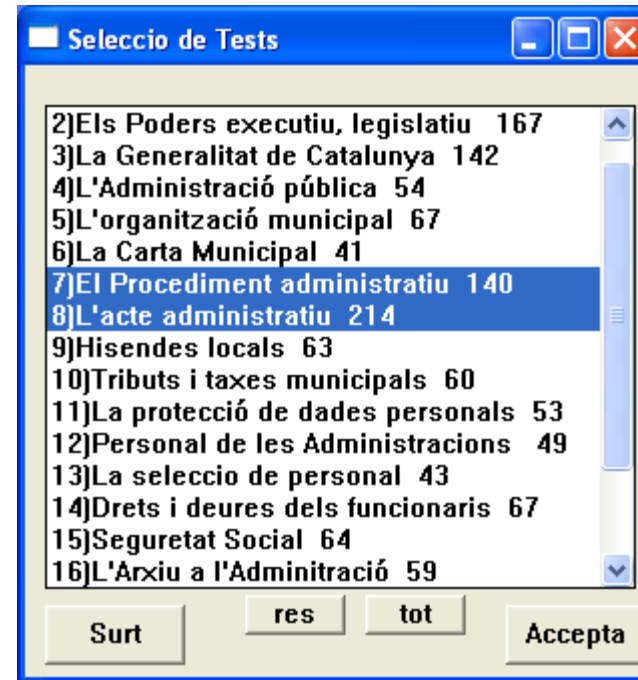 Seleccio de Tests
2)Els Poders executiu, legislatiu 167
3)La Generalitat de Catalunya 142
4)L'Administració pública 54
5)L'organització municipal 67
6)La Carta Municipal 41
7)El Procediment administratiu 140
8)L'acte administratiu 214
9)Hisendes locals 63
10)Tributs i taxes municipals 60
11)La protecció de dades personals 53
12)Personal de les Administracions 49
13)La seleccio de personal 43
14)Drets i deures dels funcionaris 67
15)Seguretat Social 64
16)L'Arxiu a l'Adminitració 59
Surt res tot Accepta